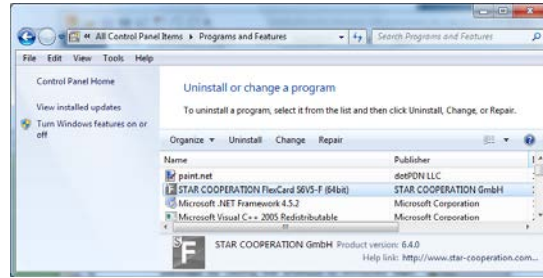 « All Control Panel Items ▸ Programs and Features
Search Programs and Features
File Edit View Tools Help
Control Panel Home
View installed updates
Turn Windows features on or off
Uninstall or change a program
To uninstall a program, select it from the list and then click Uninstall, Change, or Repair.
Organize Uninstall Change Repair
Name Publisher
paint.net dotPDN LLC
STAR COOPERATION FlexCard S6V5-F (64bit) STAR COOPERATION GmbH
Microsoft .NET Framework 4.5.2 Microsoft Corporation
Microsoft Visual C++ 2005 Redistributable Microsoft Corporation
STAR COOPERATION GmbH Product version: 6.4.0
Help link: http://www.star-cooperation.com...